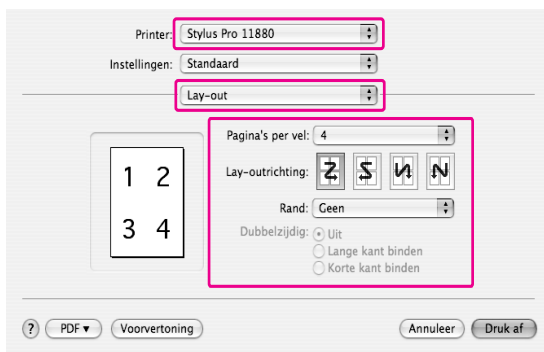 Printer: Stylus Pro 11880
Instellingen: Standaard
Lay-out
Pagina's per vel: 4
Lay-outrichting:
Rand: Geen
Dubbelzijdig: Uit
Lange kant binden
Korte kant binden
1 2
3 4
? PDF Voorvertoning Annuleer Druk af